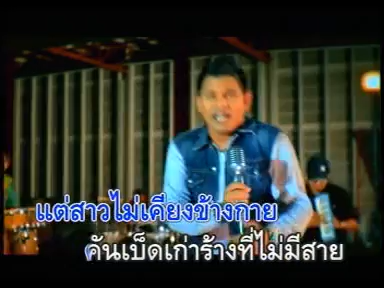 แต่สาวไม่เคียงข้างกาย
คันเบ็ดเก่าร้างที่ไม่มีสาย